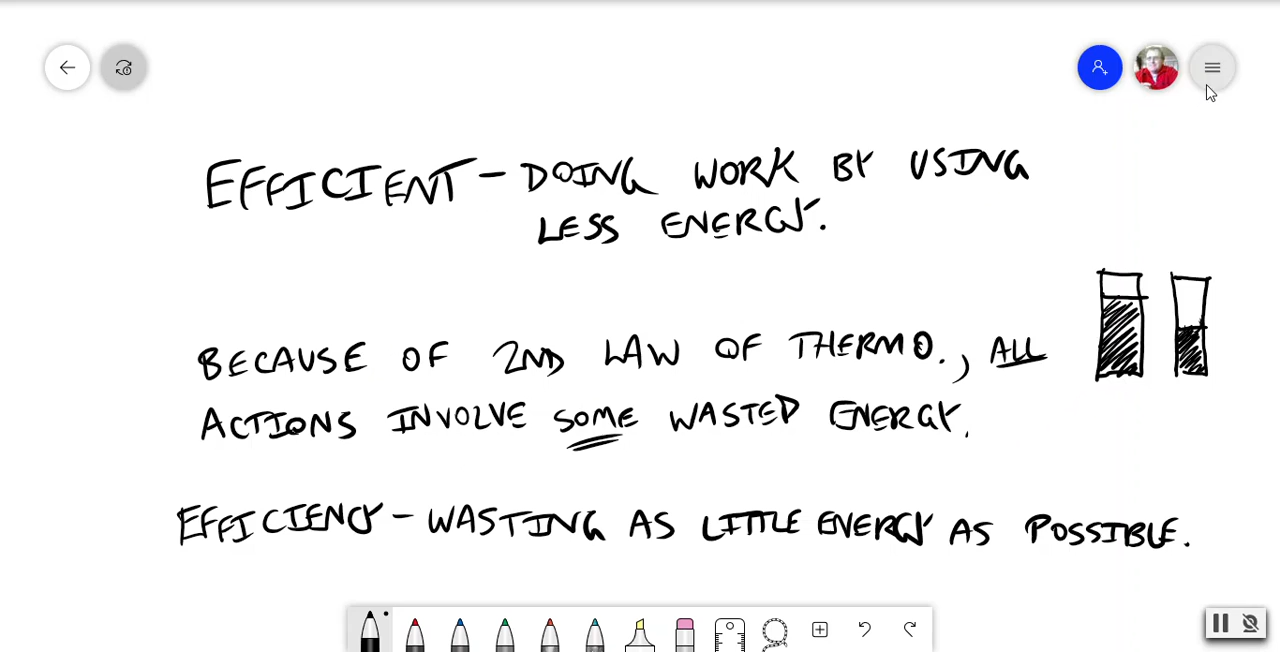 EFFICIENT - DOING WORK BY USING
LESS ENERGY.
BECAUSE OF 2ND LAW OF THERMO., ALL
ACTIONS INVOLVE SOME WASTED ENERGY.
EFFICIENCY - WASTING AS LITTLE ENERGY AS POSSIBLE.